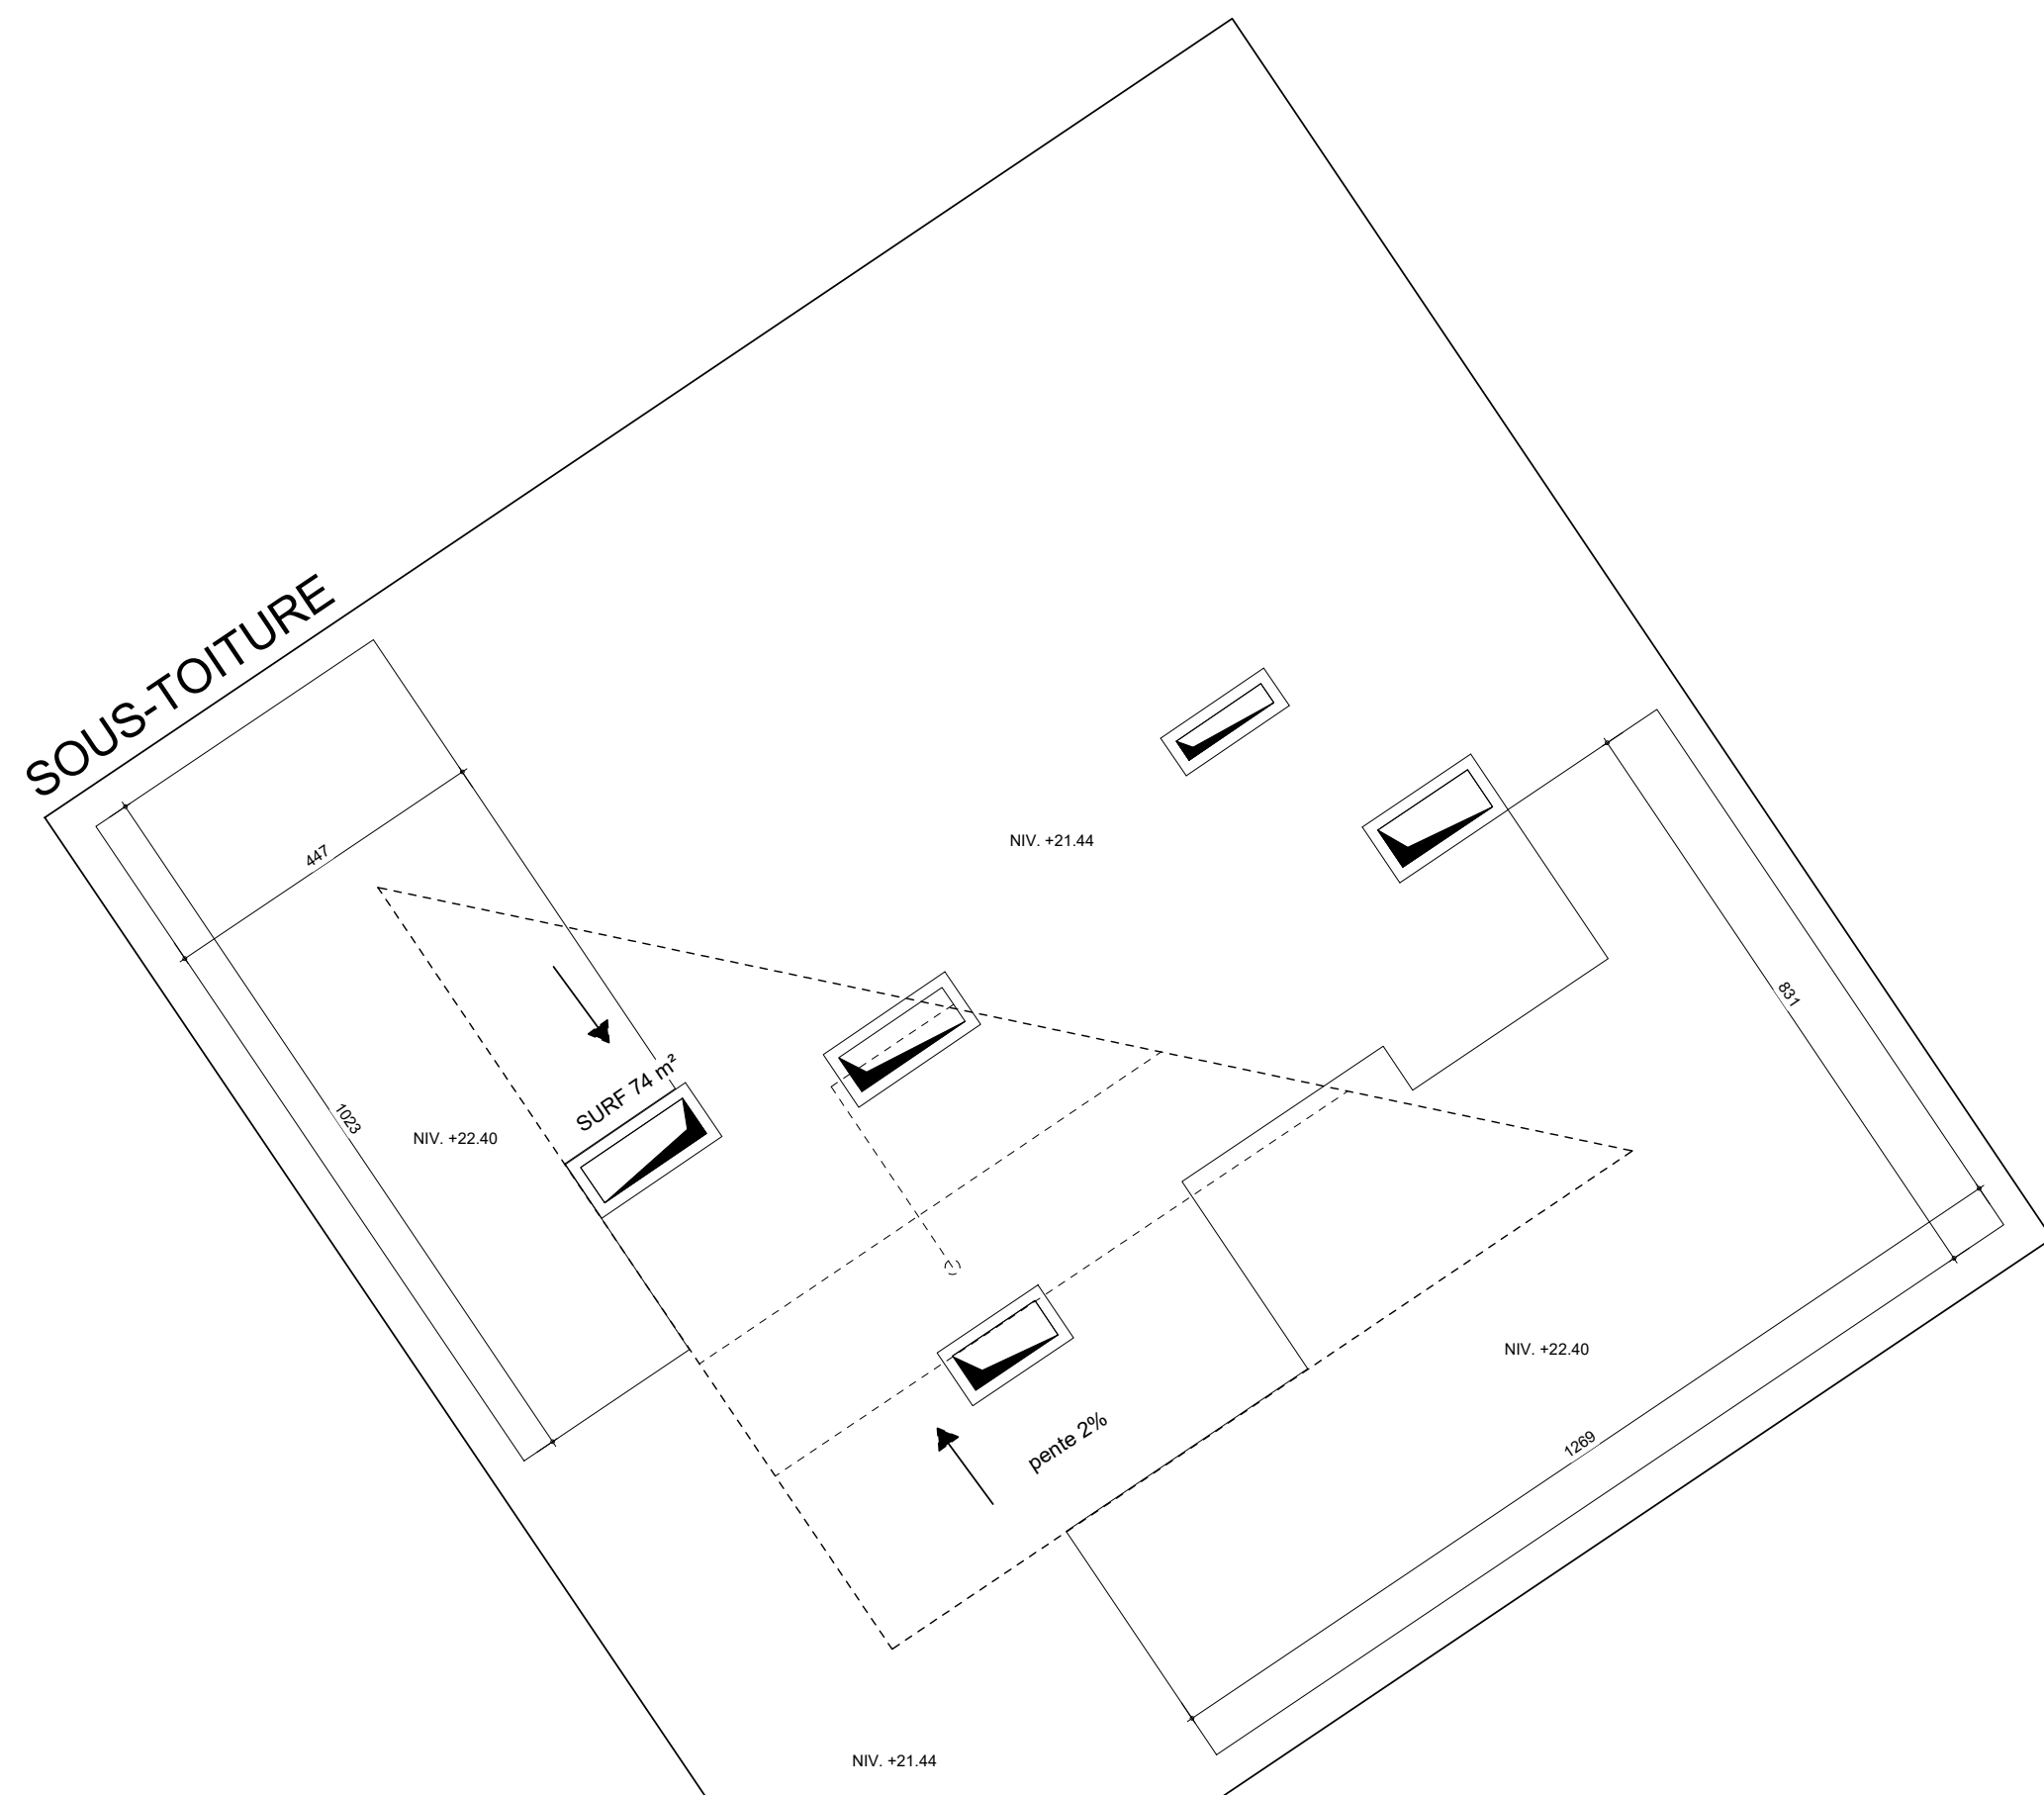 SOUS-TOITURE
NIV. +21.44
447
831
SURF 74 m²
1023
NIV. +22.40
NIV. +22.40
pente 2%
1269
NIV. +21.44